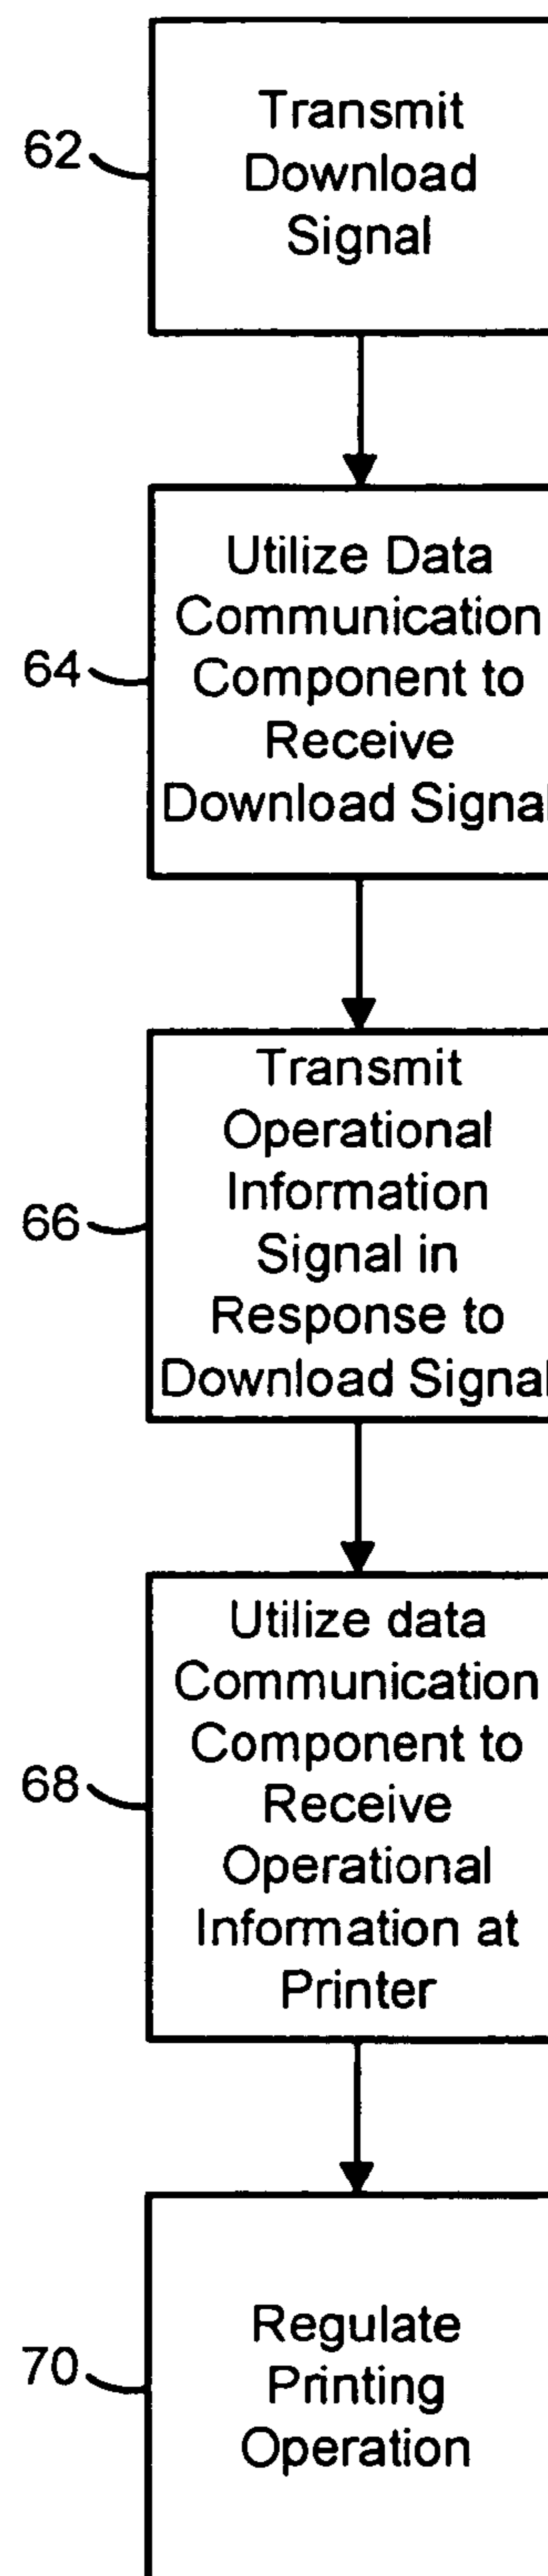 62
Transmit
Download
Signal
64
Utilize Data
Communication
Component to
Receive
Download Signal
66
Transmit
Operational
Information
Signal in
Response to
Download Signal
68
Utilize data
Communication
Component to
Receive
Operational
Information at
Printer
70
Regulate
Printing
Operation